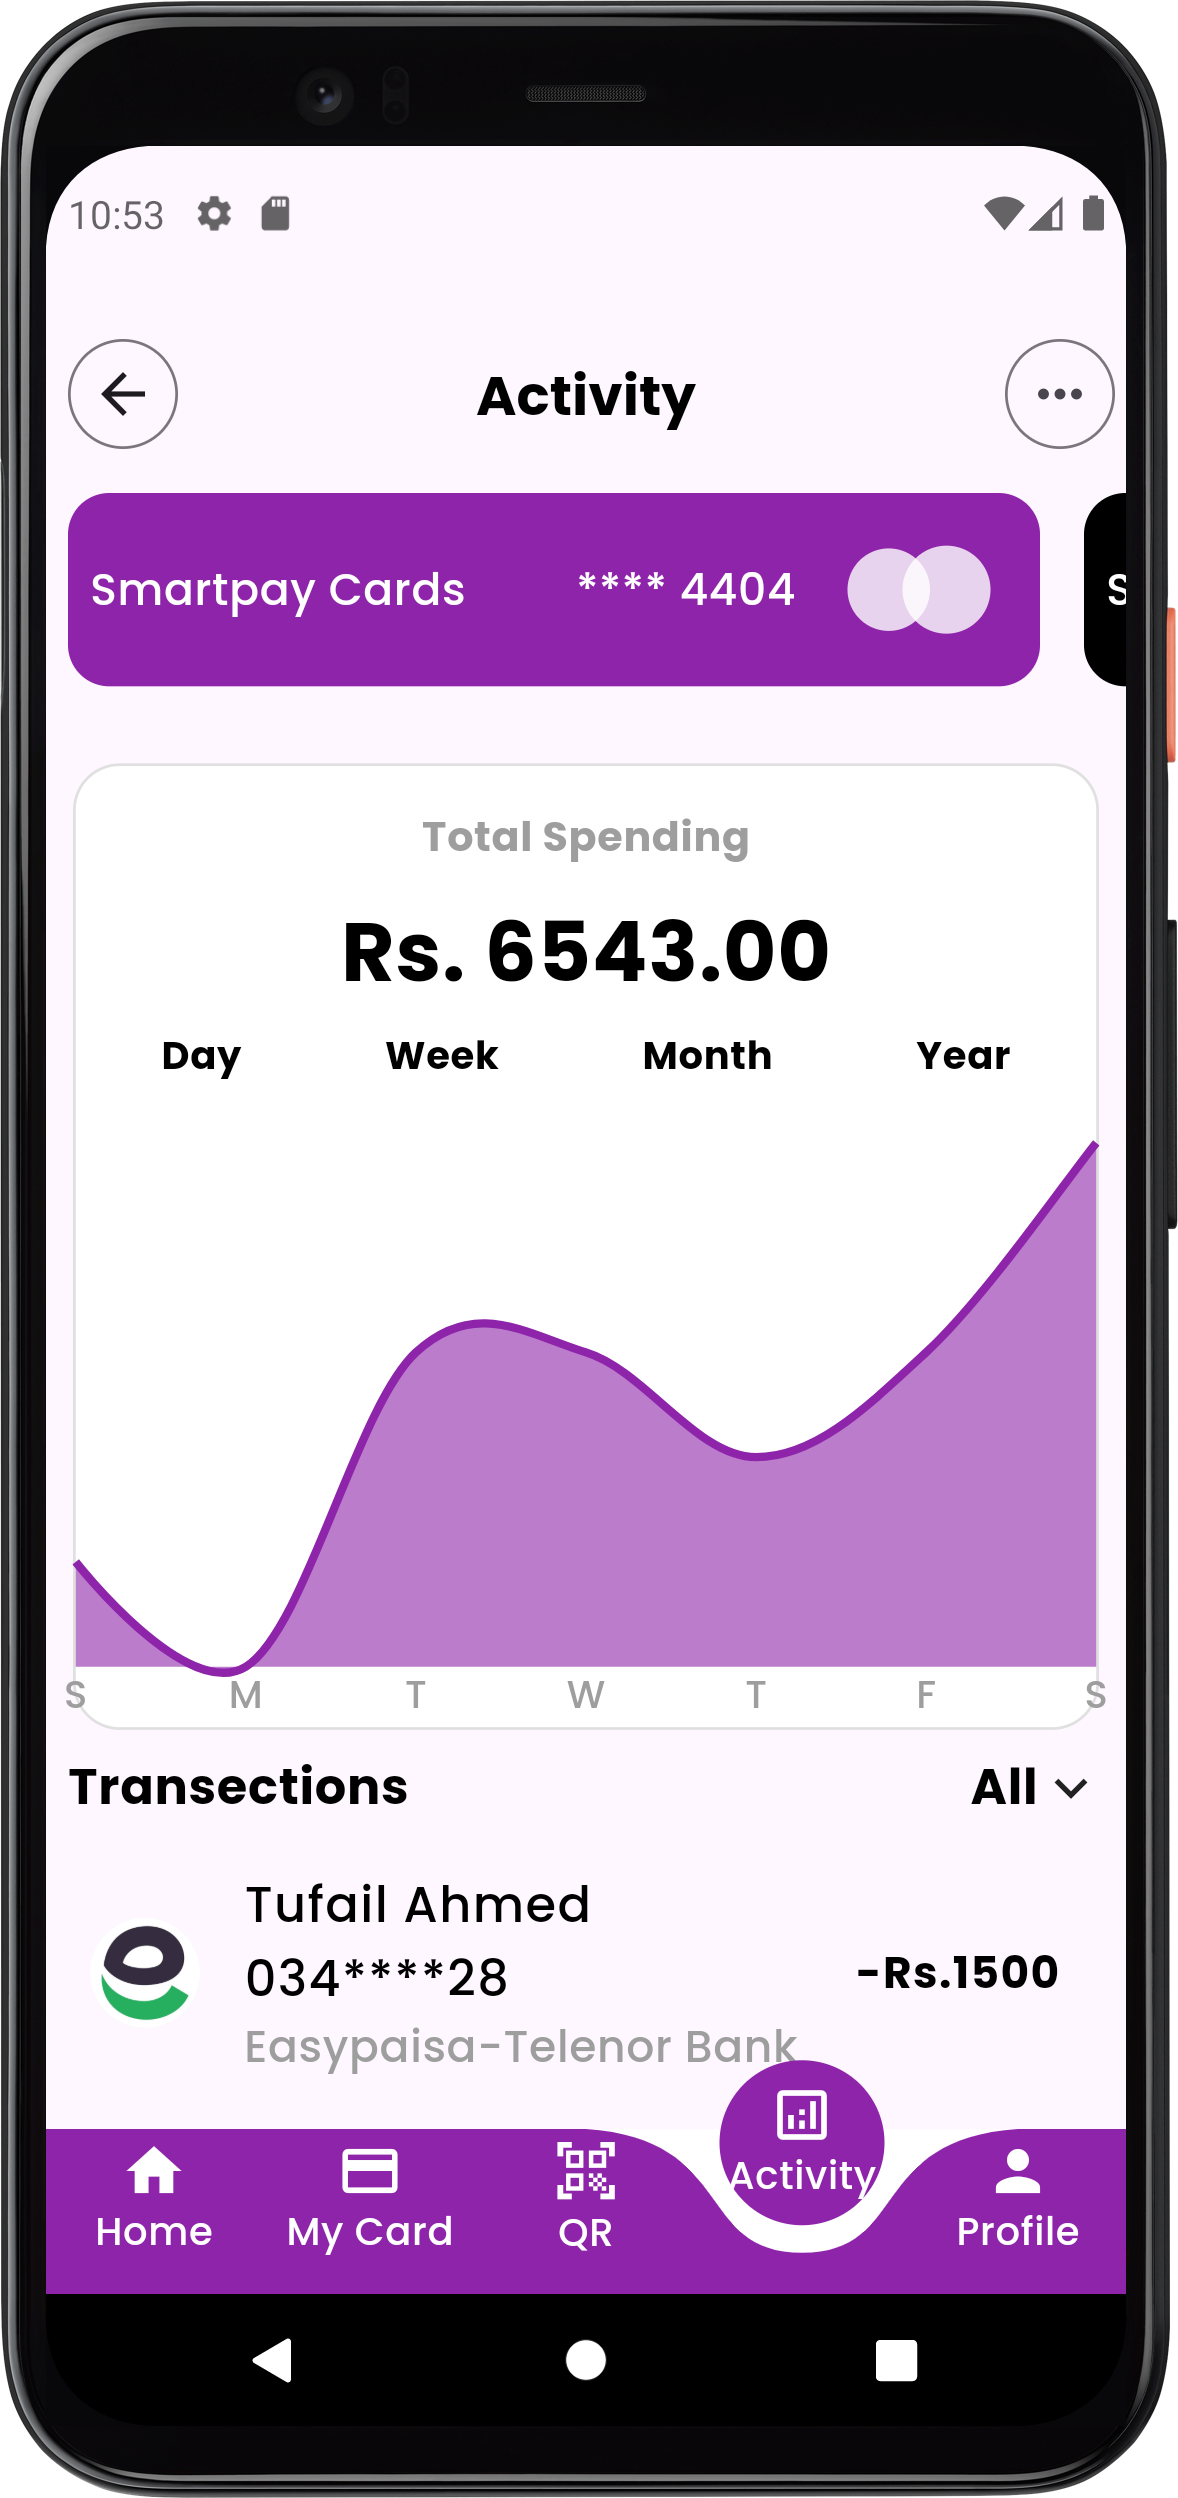 10:53
Activity
Smartpay Cards **** 4404
S
Total Spending
Rs. 6543.00
Day Week Month Year
S M T W T F S
Transections All
Tufail Ahmed
034****28
-Rs.1500
Easypaisa-Telenor Bank
Home My Card QR Activity Profile